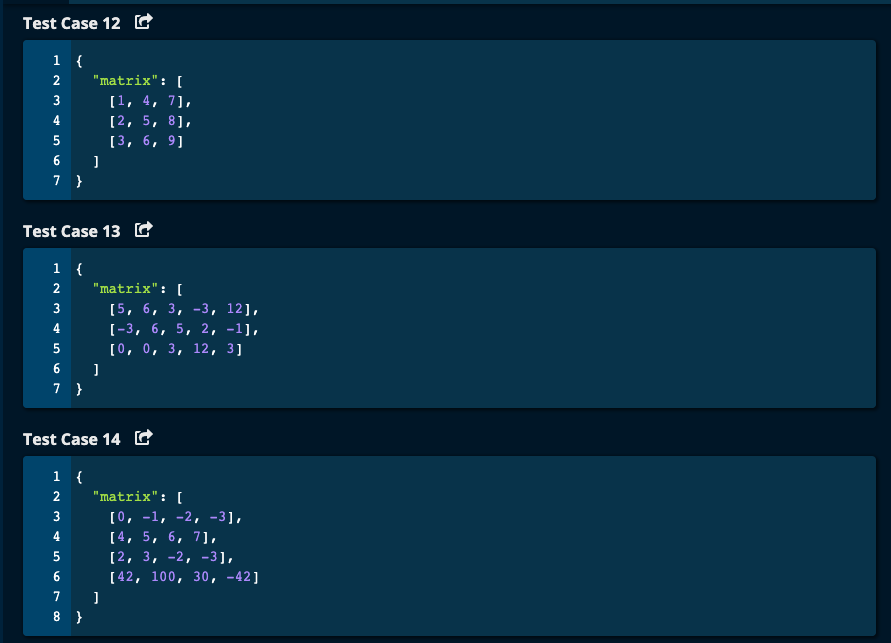 Test Case 12
1 {
2   "matrix": [
3     [1, 4, 7],
4     [2, 5, 8],
5     [3, 6, 9]
6   ]
7 }
Test Case 13
1 {
2   "matrix": [
3     [5, 6, 3, -3, 12],
4     [-3, 6, 5, 2, -1],
5     [0, 0, 3, 12, 3]
6   ]
7 }
Test Case 14
1 {
2   "matrix": [
3     [0, -1, -2, -3],
4     [4, 5, 6, 7],
5     [2, 3, -2, -3],
6     [42, 100, 30, -42]
7   ]
8 }